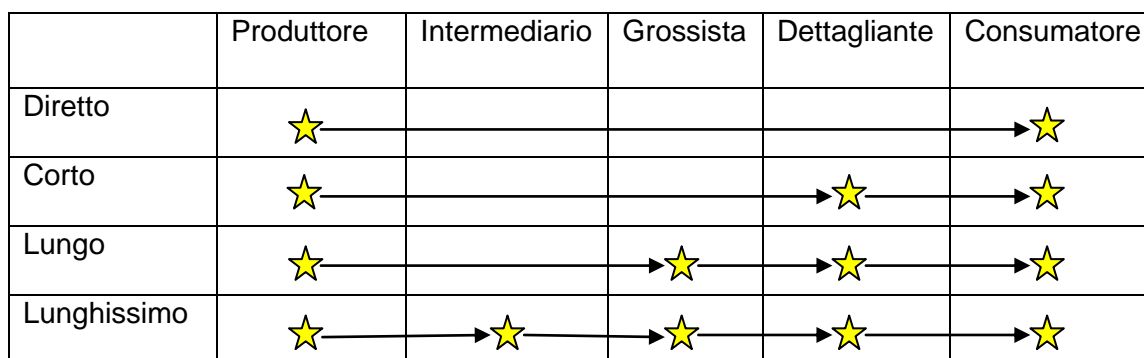 Produttore Intermediario Grossista Dettagliante Consumatore
Diretto
Corto
Lungo
Lunghissimo